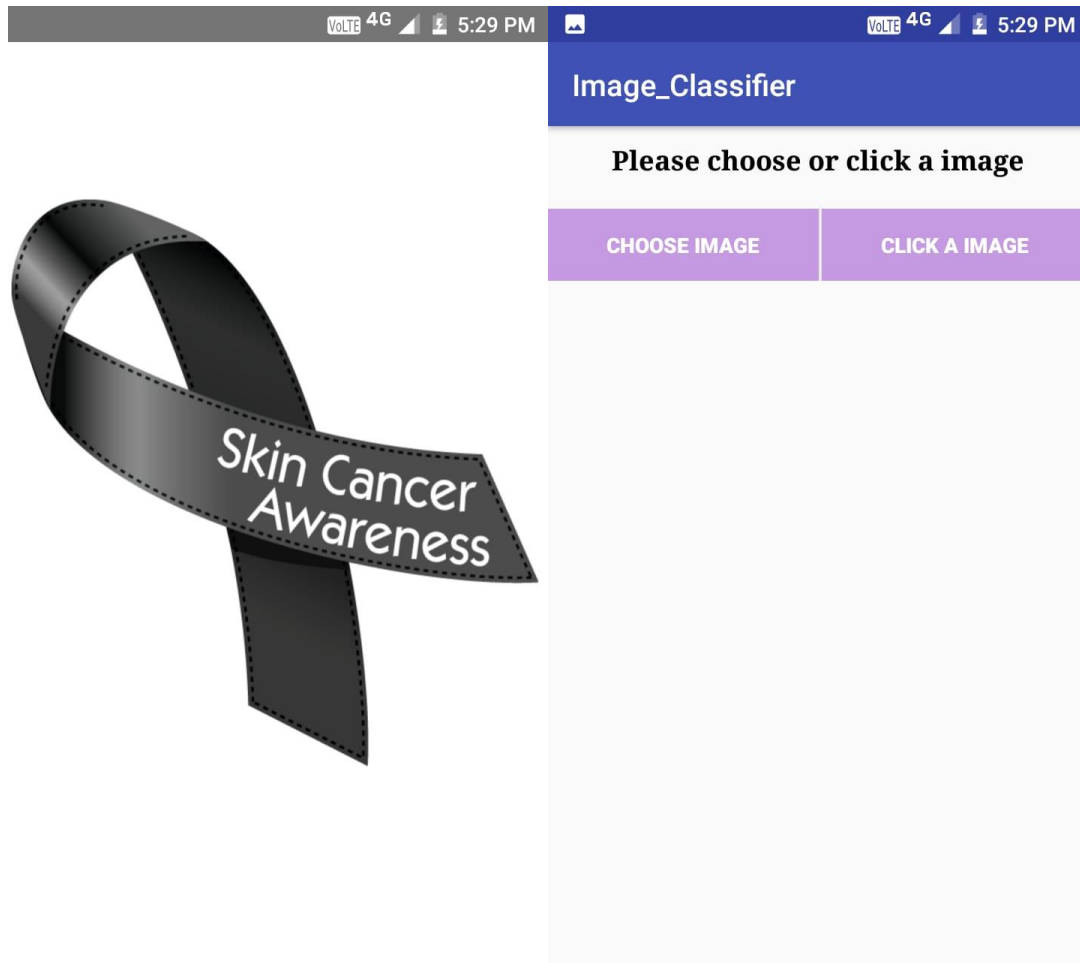 VoLTE 4G 5:29 PM
Skin Cancer
Awareness
VoLTE 4G 5:29 PM
Image_Classifier
Please choose or click a image
CHOOSE IMAGE
CLICK A IMAGE